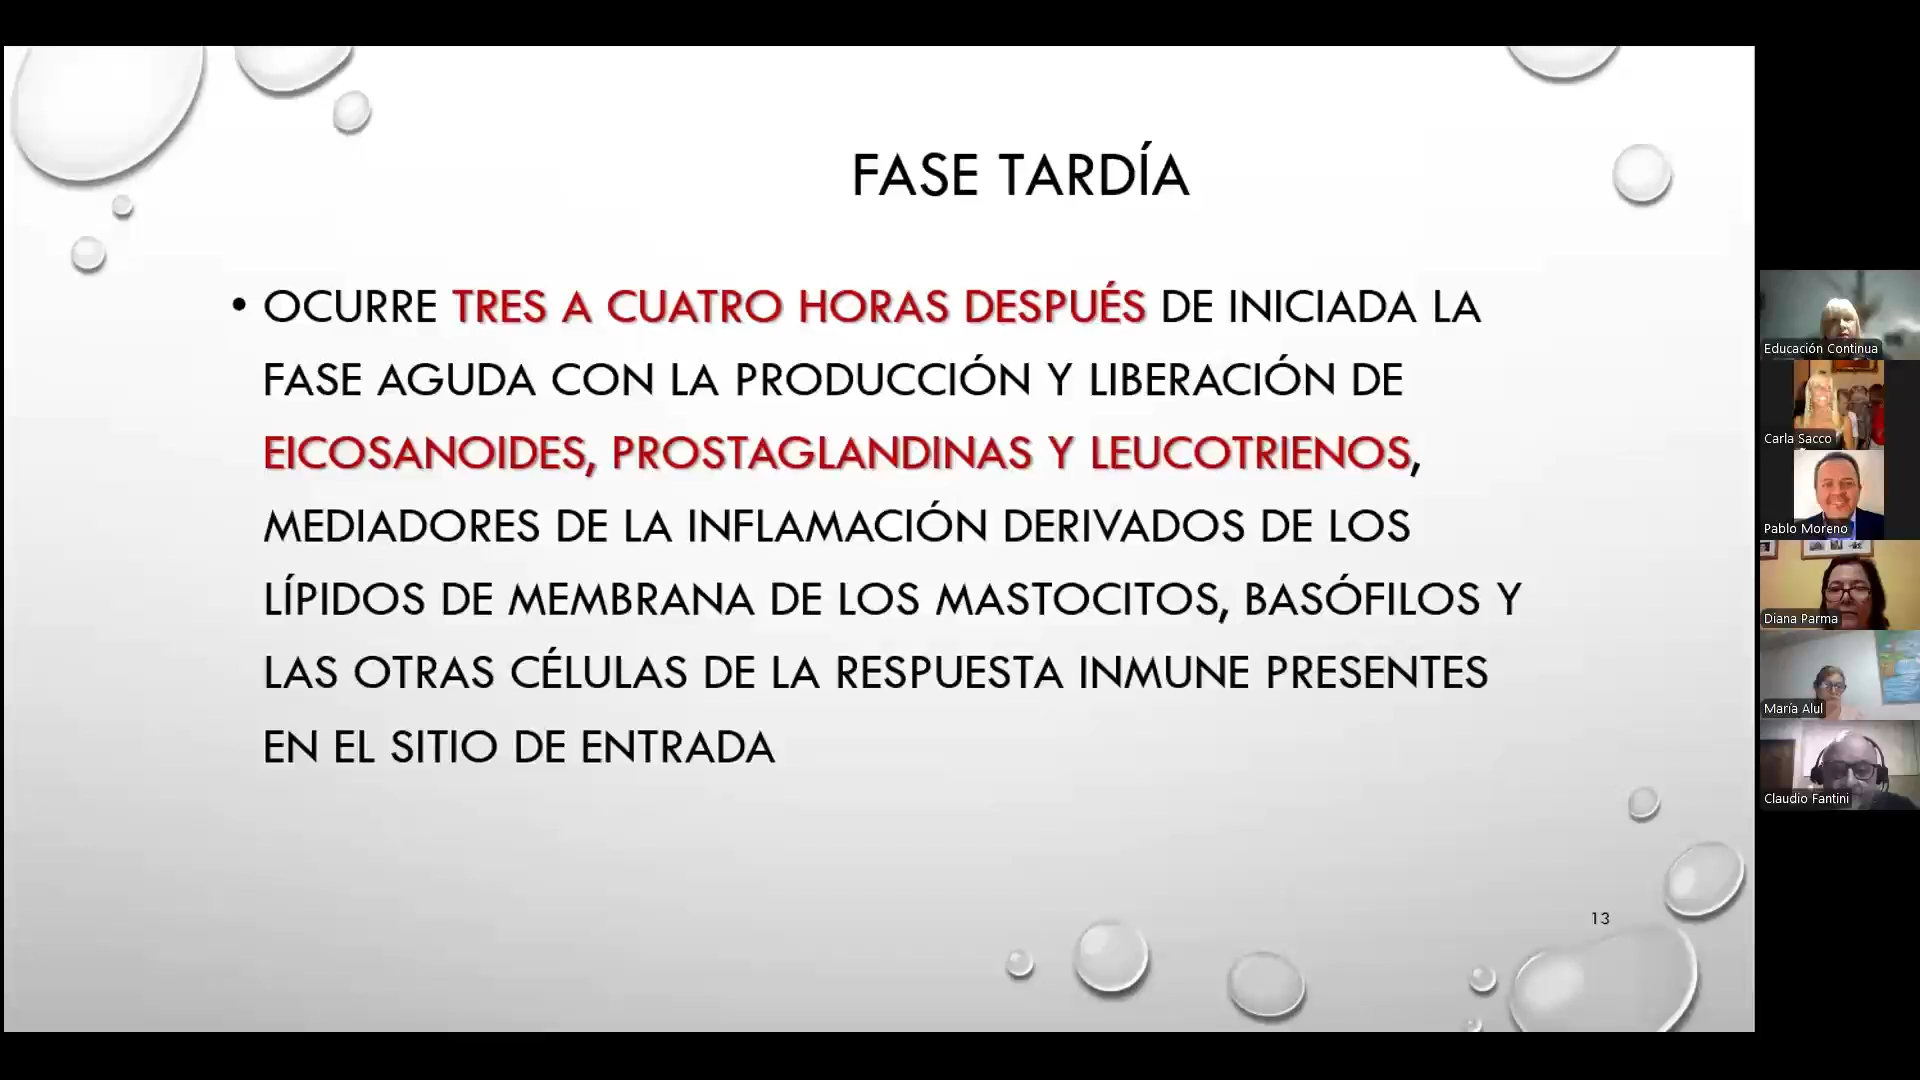 FASE TARDÍA
• OCURRE TRES A CUATRO HORAS DESPUÉS DE INICIADA LA
FASE AGUDA CON LA PRODUCCIÓN Y LIBERACIÓN DE
EICOSANOIDES, PROSTAGLANDINAS Y LEUCOTRIENOS,
MEDIADORES DE LA INFLAMACIÓN DERIVADOS DE LOS
LÍPIDOS DE MEMBRANA DE LOS MASTOCITOS, BASÓFILOS Y
LAS OTRAS CÉLULAS DE LA RESPUESTA INMUNE PRESENTES
EN EL SITIO DE ENTRADA
13
Educación Continua
Carla Sacco
Pablo Moreno
Diana Parma
María Alul
Claudio Fantini